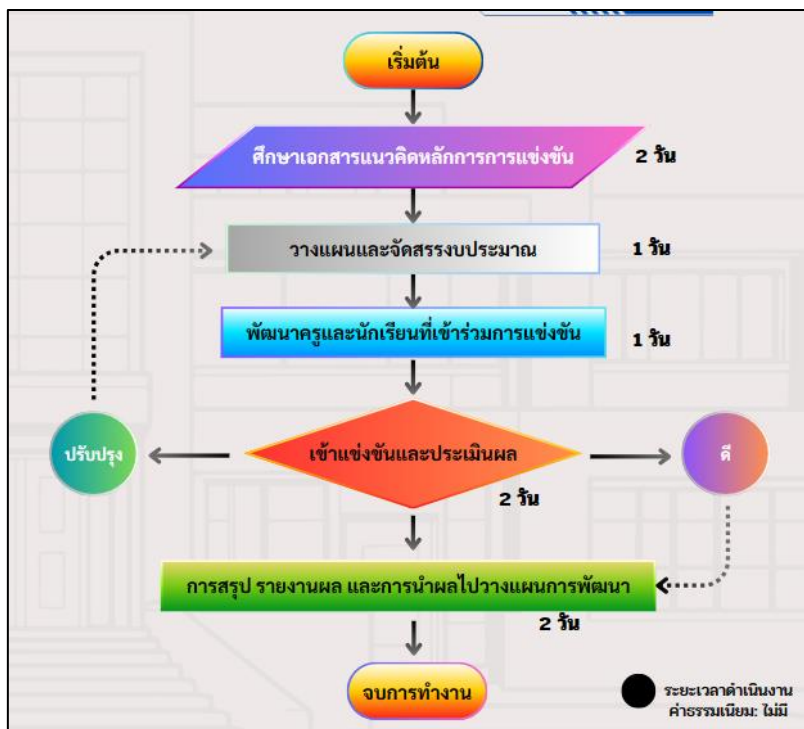 เริ่มต้น
ศึกษาเอกสารแนวคิดหลักการการแข่งขัน
2 วัน
วางแผนและจัดสรรงบประมาณ
1 วัน
พัฒนาครูและนักเรียนที่เข้าร่วมการแข่งขัน
1 วัน
ปรับปรุง
เข้าแข่งขันและประเมินผล
ดี
2 วัน
การสรุป รายงานผล และการนำผลไปวางแผนการพัฒนา
2 วัน
จบการทำงาน
ระยะเวลาดำเนินงาน
ค่าธรรมเนียม: ไม่มี